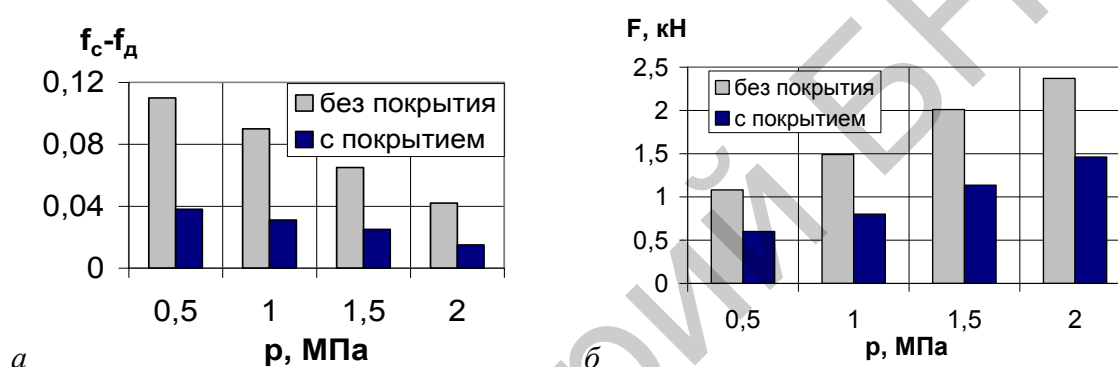 f_с-f_д
0,12
0,08
0,04
0
без покрытия
с покрытием
0,5 1 1,5 2
р, МПа
а
F, кН
2,5
2
1,5
1
0,5
0
без покрытия
с покрытием
0,5 1 1,5 2
р, МПа
б